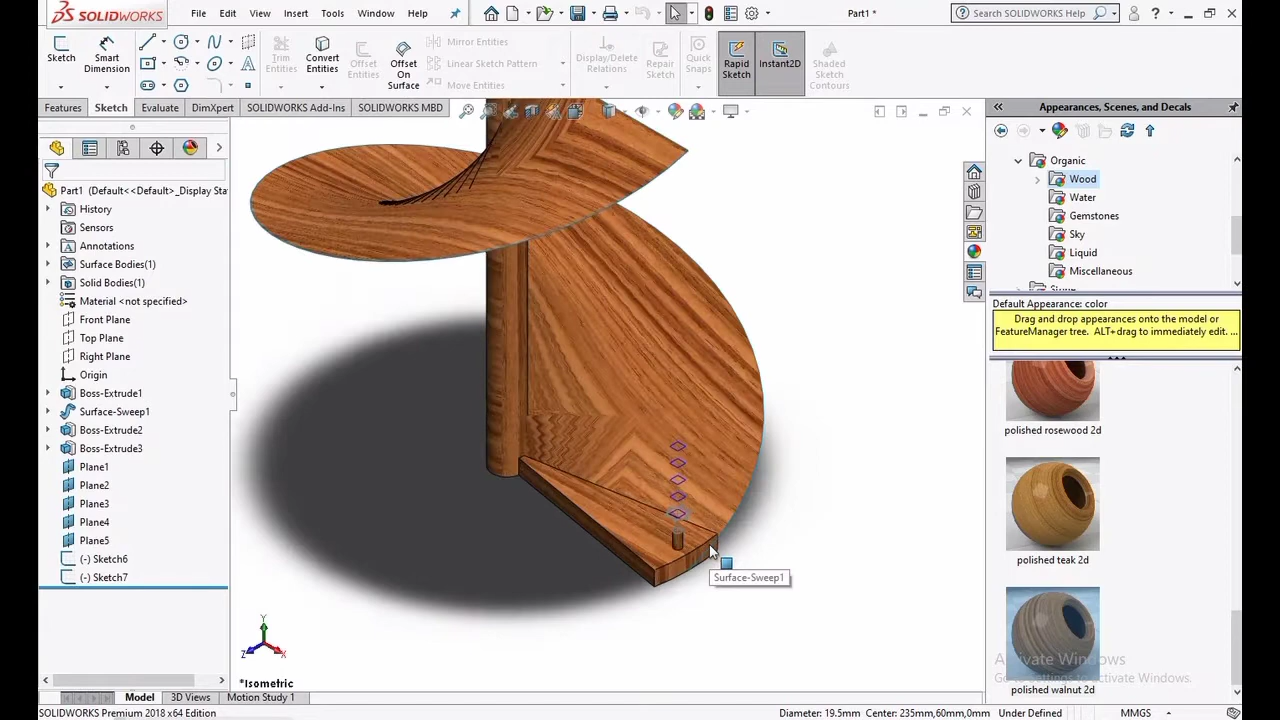 SOLIDWORKS
File Edit View Insert Tools Window Help
Part1 *
Search SOLIDWORKS Help
Sketch
Smart Dimension
Trim Entities
Convert Entities
Offset Entities
Offset On Surface
Mirror Entities
Linear Sketch Pattern
Move Entities
Display/Delete Relations
Repair Sketch
Quick Snaps
Rapid Sketch
Instant2D
Shaded Sketch Contours
Features Sketch Evaluate DimXpert SOLIDWORKS Add-Ins SOLIDWORKS MBD
Part1 (Default<<Default>_Display Sta
History
Sensors
Annotations
Surface Bodies(1)
Solid Bodies(1)
Material <not specified>
Front Plane
Top Plane
Right Plane
Origin
Boss-Extrude1
Surface-Sweep1
Boss-Extrude2
Boss-Extrude3
Plane1
Plane2
Plane3
Plane4
Plane5
(-) Sketch6
(-) Sketch7
Surface-Sweep1
Y
Z
X
*Isometric
Appearances, Scenes, and Decals
Organic
Wood
Water
Gemstones
Sky
Liquid
Miscellaneous
Default Appearance: color
Drag and drop appearances onto the model or
FeatureManager tree. ALT+drag to immediately edit. ...
polished rosewood 2d
polished teak 2d
Activate Windows
Go to Settings to activate Windows.
polished walnut 2d
Model 3D Views Motion Study 1
SOLIDWORKS Premium 2018 x64 Edition
Diameter: 19.5mm Center: 235mm,60mm,0mm Under Defined MMGS